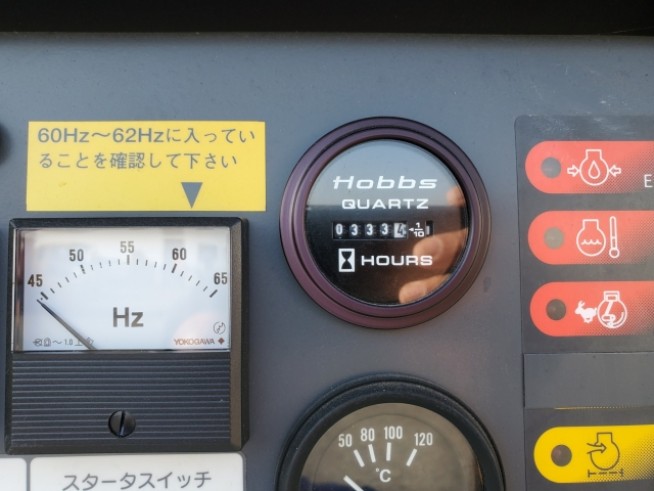 60Hz〜62Hzに入ってい
ることを確認して下さい
45 50 55 60 65
Hz
YOKOGAWA
Hobbs
QUARTZ
0333
1/10
HOURS
E
50 80 100 120
°C
スタータスイッチ